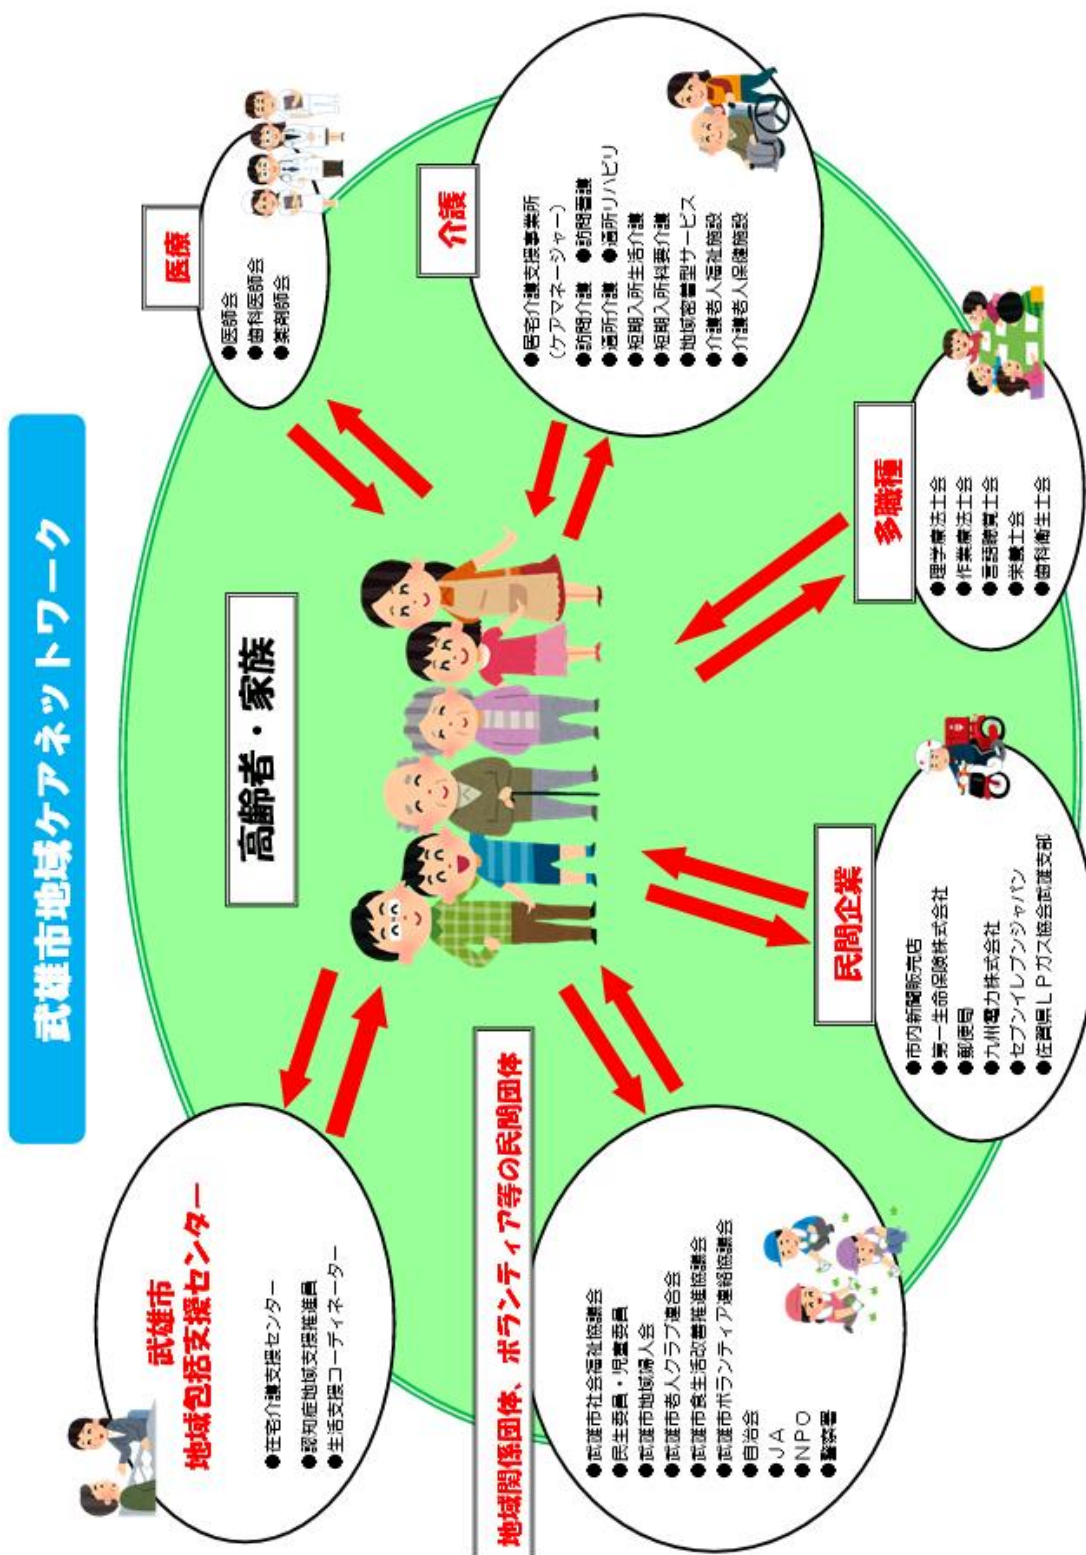 武雄市地域ケアネットワーク
高齢者・家族
武雄市
地域包括支援センター
●在宅介護支援センター
●認知症地域支援推進員
●生活支援コーディネーター
医療
●医師会
●歯科医師会
●薬剤師会
介護
●居宅介護支援事業所
(ケアマネージャー)
●訪問介護 ●訪問看護
●通所介護 ●通所リハビリ
●短期入所生活介護
●短期入所料養介護
●地域密着型サービス
●介護老人福祉施設
●介護老人保健施設
地域関係団体、ボランティア等の民間団体
●武雄市社会福祉協議会
●民生委員・児童委員
●武雄市地域婦人会
●武雄市老人クラブ連合会
●武雄市食生活改善推進協議会
●武雄市ボランティア連絡協議会
●自治会
●JA
●NPO
●警察署
民間企業
●市内新聞販売店
●第一生命保険株式会社
●郵便局
●九州電力株式会社
●セブンイレブンジャパン
●佐賀県LPガス協会武雄支部
多職種
●理学療法士会
●作業療法士会
●言語聴覚士会
●栄養士会
●歯科衛生士会